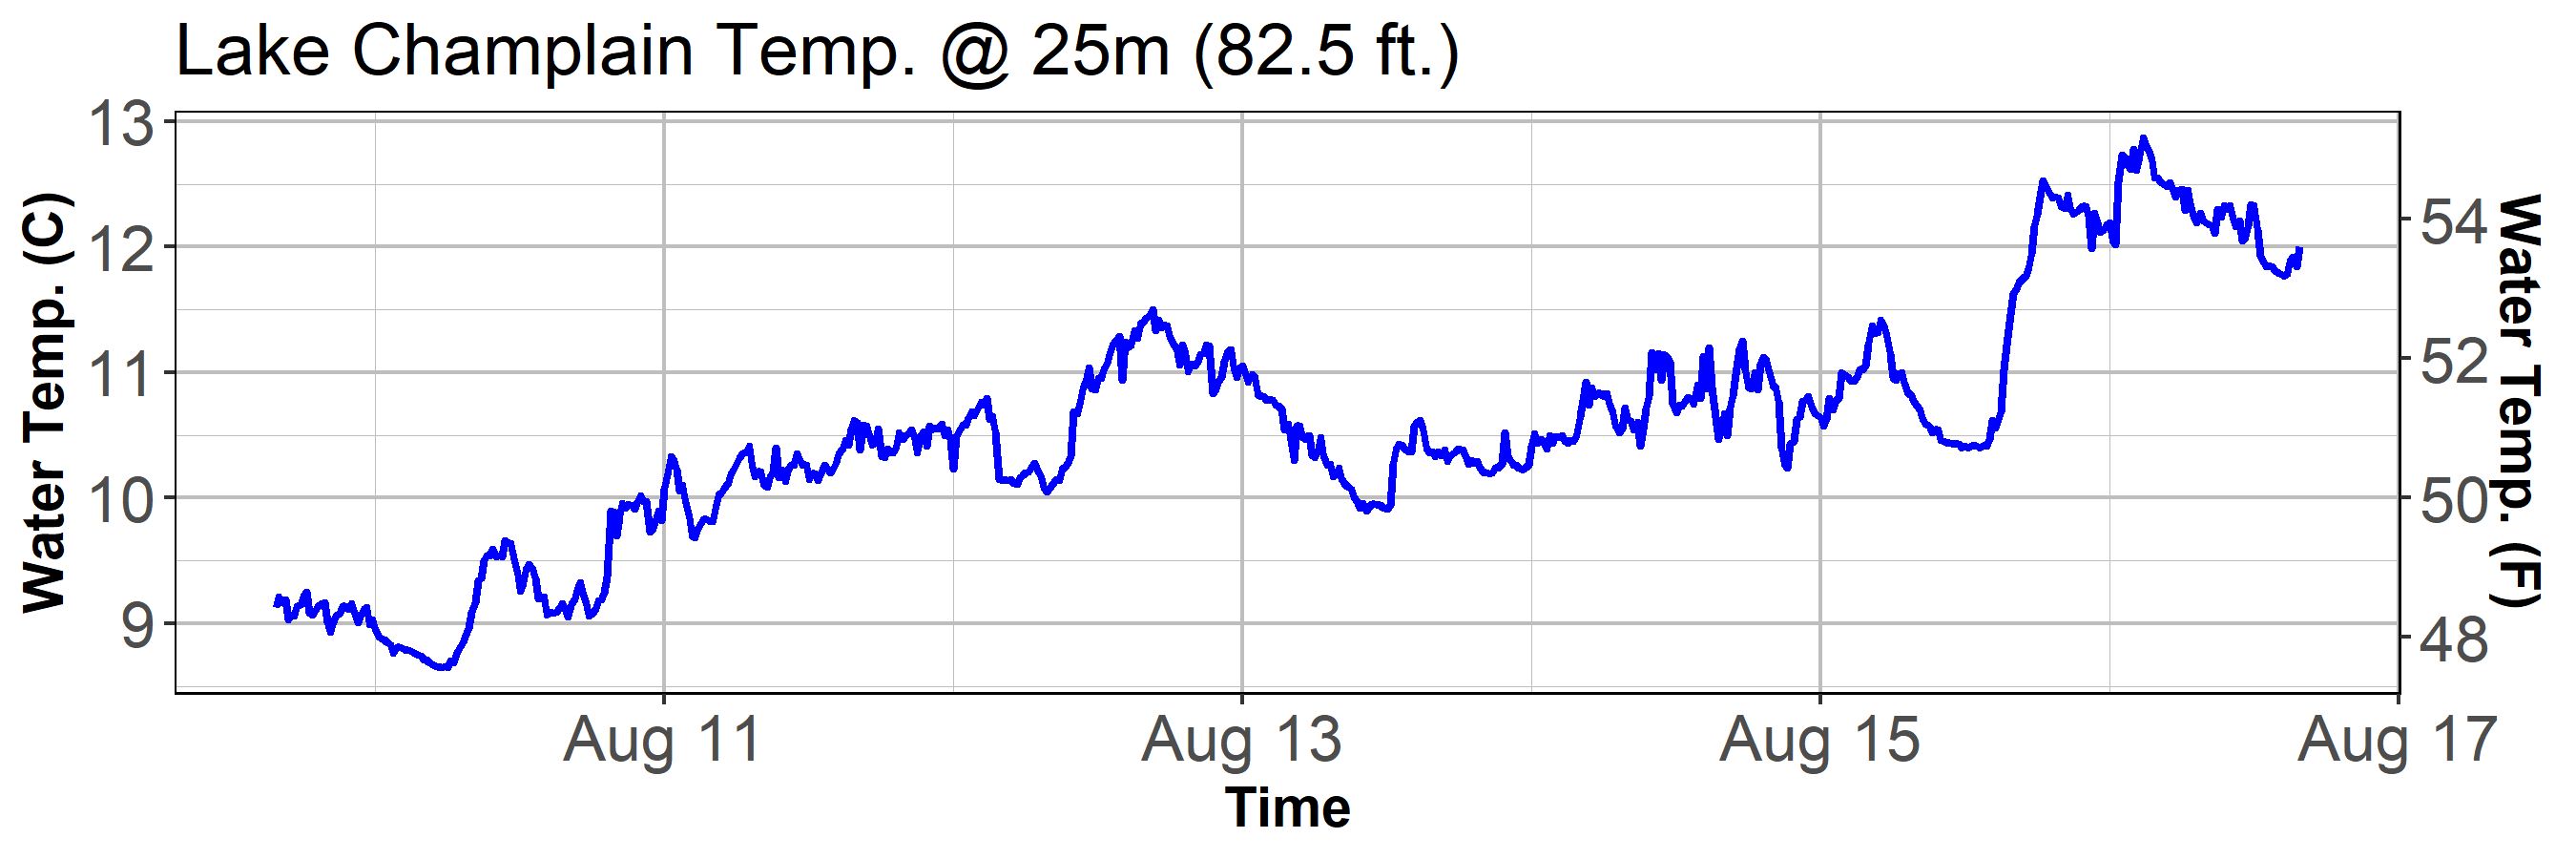 Lake Champlain Temp. @ 25m (82.5 ft.)
Water Temp. (C)
13
12
11
10
9
54
52
50
48
Water Temp. (F)
Aug 11
Aug 13
Aug 15
Aug 17
Time